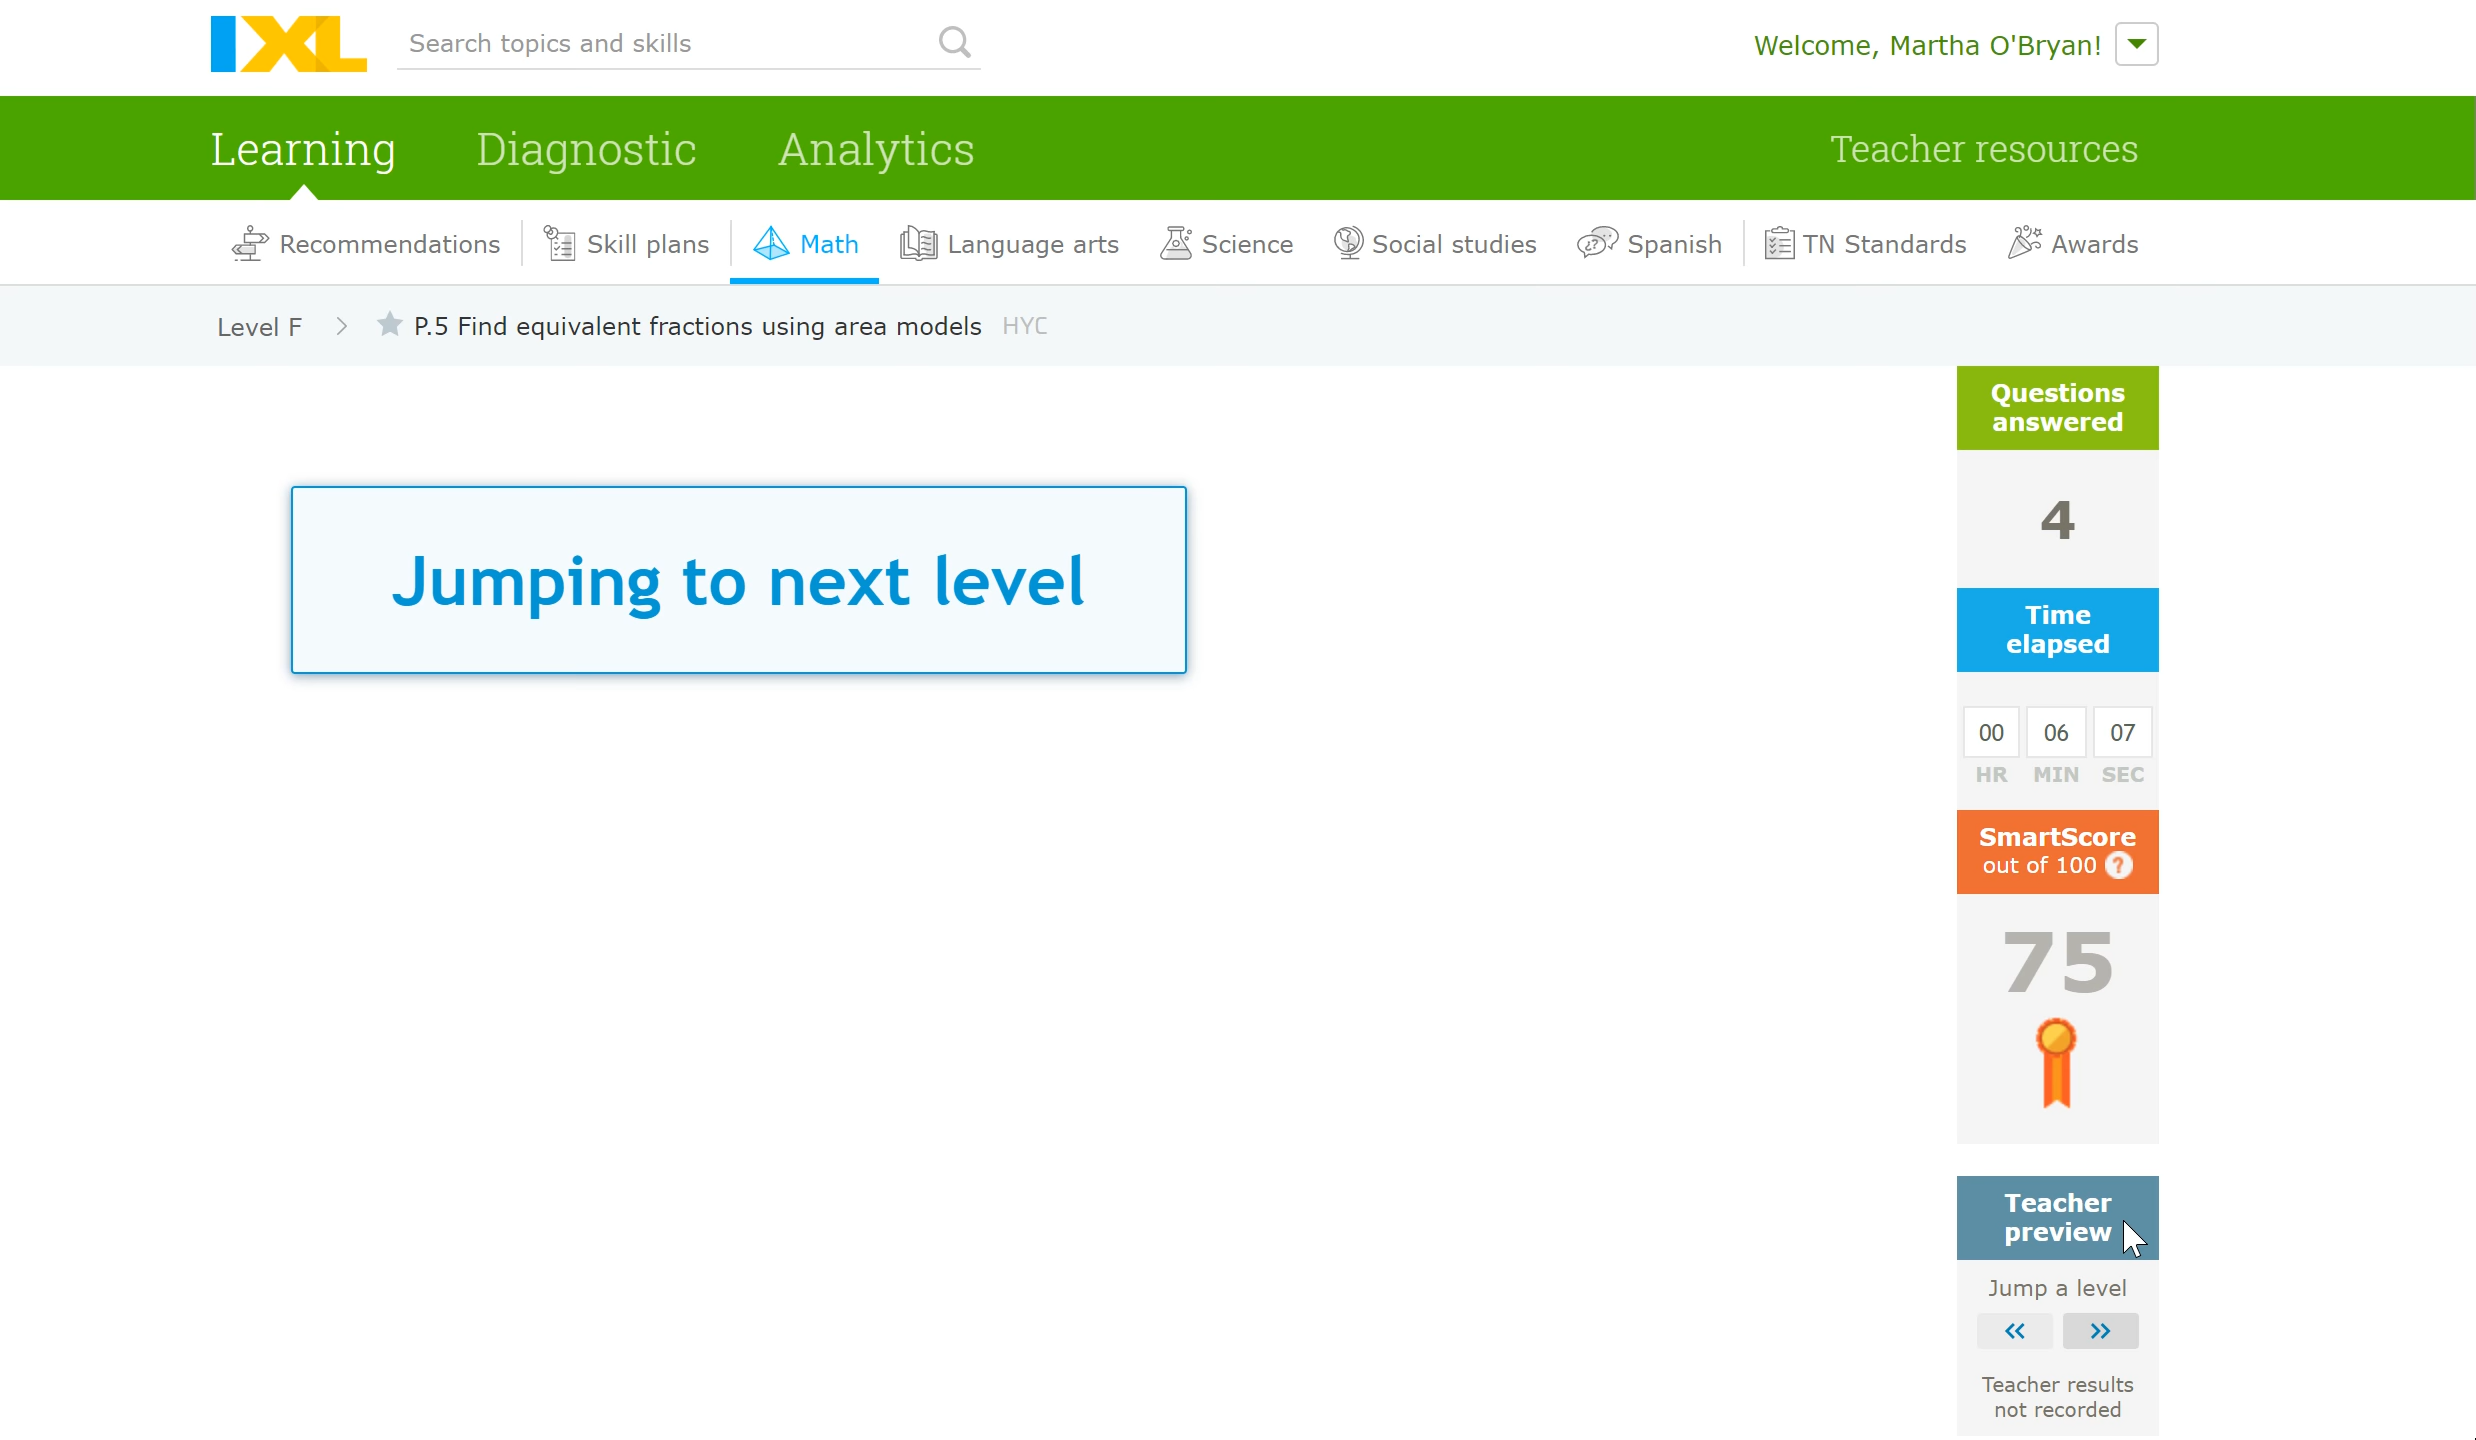 IXL
Search topics and skills
Welcome, Martha O'Bryan!
Learning
Diagnostic
Analytics
Teacher resources
Recommendations
Skill plans
Math
Language arts
Science
Social studies
Spanish
TN Standards
Awards
Level F > P.5 Find equivalent fractions using area models HYC
Jumping to next level
Questions
answered
4
Time
elapsed
00 06 07
HR MIN SEC
SmartScore
out of 100 ?
75
Teacher
preview
Jump a level
<< >>
Teacher results
not recorded